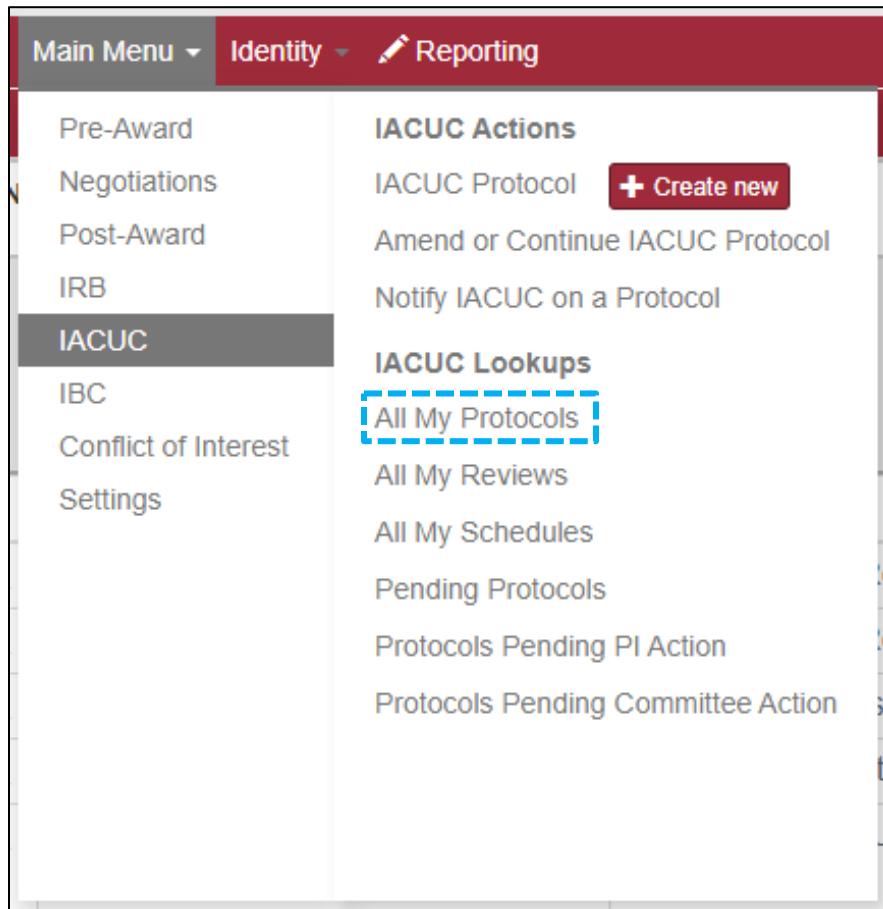 Main Menu Identity Reporting
Pre-Award
Negotiations
Post-Award
IRB
IACUC
IBC
Conflict of Interest
Settings
IACUC Actions
IACUC Protocol + Create new
Amend or Continue IACUC Protocol
Notify IACUC on a Protocol
IACUC Lookups
All My Protocols
All My Reviews
All My Schedules
Pending Protocols
Protocols Pending PI Action
Protocols Pending Committee Action